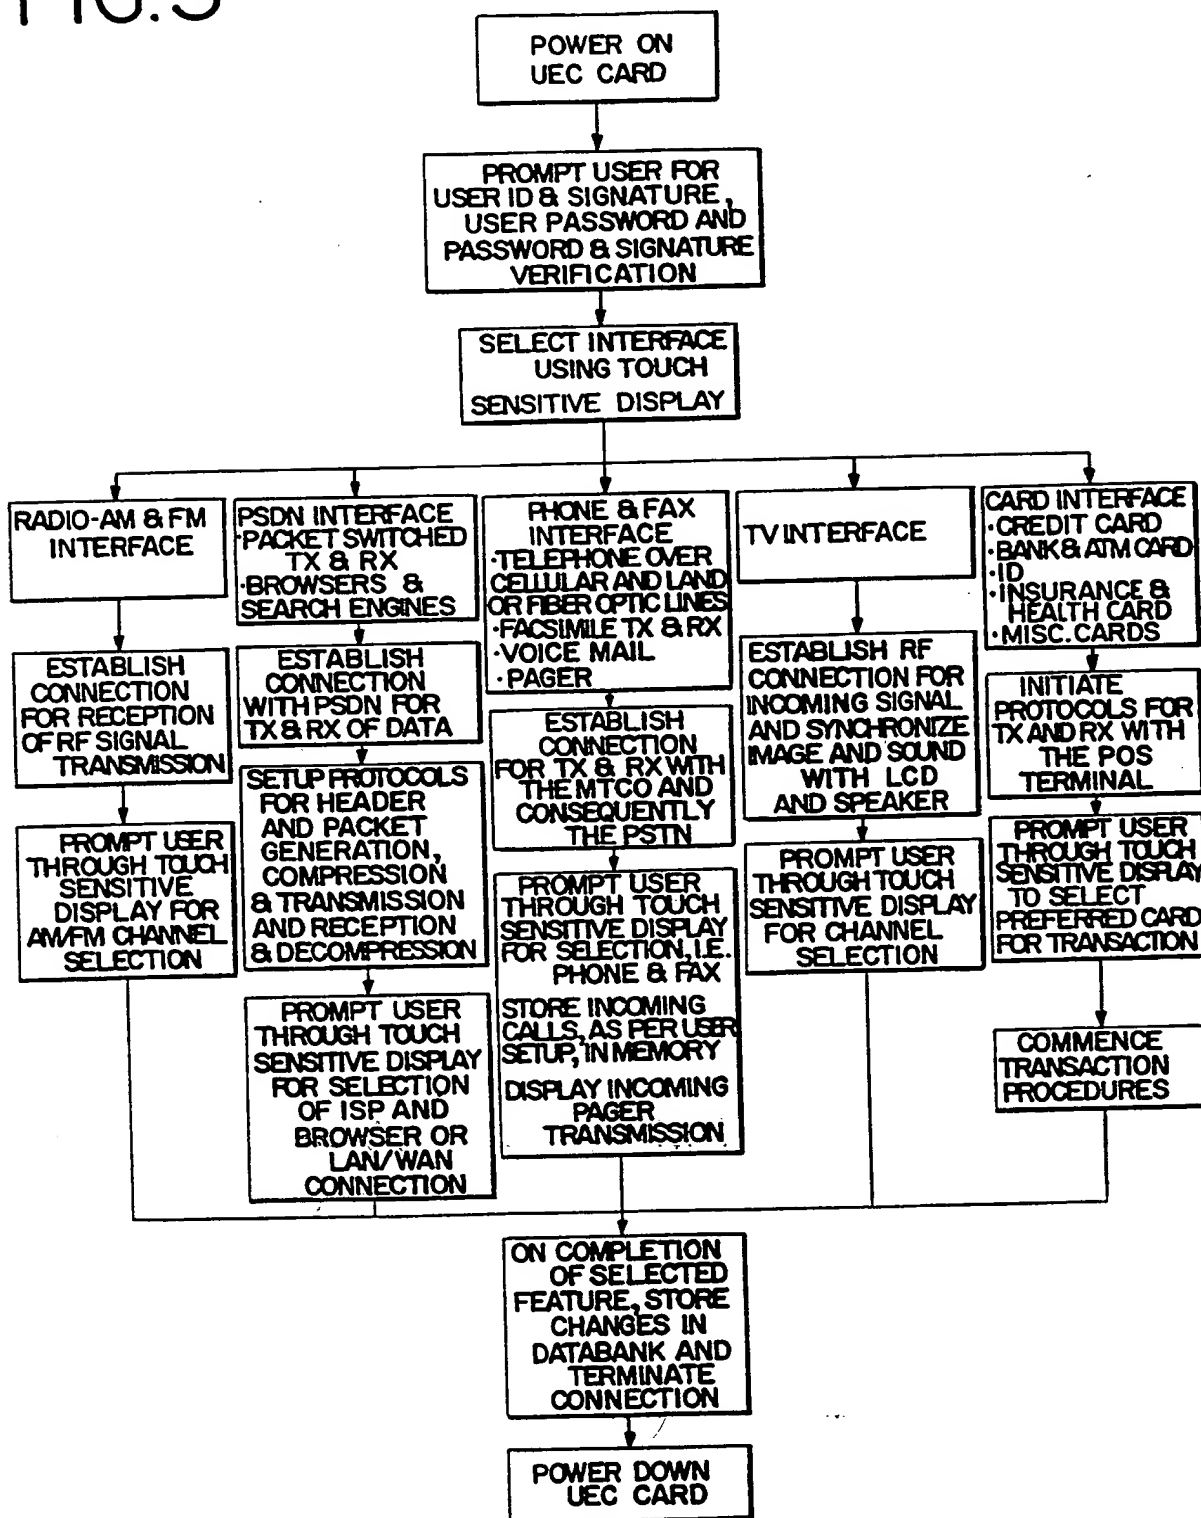 FIG.5
POWER ON
UEC CARD
PROMPT USER FOR
USER ID & SIGNATURE,
USER PASSWORD AND
PASSWORD & SIGNATURE
VERIFICATION
SELECT INTERFACE
USING TOUCH
SENSITIVE DISPLAY
RADIO-AM & FM
INTERFACE
ESTABLISH
CONNECTION
FOR RECEPTION
OF RF SIGNAL
TRANSMISSION
PROMPT USER
THROUGH TOUCH
SENSITIVE
DISPLAY FOR
AM/FM CHANNEL
SELECTION
PSDN INTERFACE
·PACKET SWITCHED
TX & RX
·BROWSERS &
SEARCH ENGINES
ESTABLISH
CONNECTION
WITH PSDN FOR
TX & RX OF DATA
SETUP PROTOCOLS
FOR HEADER
AND PACKET
GENERATION,
COMPRESSION
& TRANSMISSION
AND RECEPTION
& DECOMPRESSION
PROMPT USER
THROUGH TOUCH
SENSITIVE DISPLAY
FOR SELECTION
OF ISP AND
BROWSER OR
LAN/WAN
CONNECTION
PHONE & FAX
INTERFACE
·TELEPHONE OVER
CELLULAR AND LAND
OR FIBER OPTIC LINES
·FACSIMILE TX & RX
·VOICE MAIL
·PAGER
ESTABLISH
CONNECTION
FOR TX & RX WITH
THE MTCO AND
CONSEQUENTLY
THE PSTN
PROMPT USER
THROUGH TOUCH
SENSITIVE DISPLAY
FOR SELECTION, I.E.
PHONE & FAX
STORE INCOMING
CALLS, AS PER USER
SETUP, IN MEMORY
DISPLAY INCOMING
PAGER
TRANSMISSION
TV INTERFACE
ESTABLISH RF
CONNECTION FOR
INCOMING SIGNAL
AND SYNCHRONIZE
IMAGE AND SOUND
WITH LCD
AND SPEAKER
PROMPT USER
THROUGH TOUCH
SENSITIVE DISPLAY
FOR CHANNEL
SELECTION
CARD INTERFACE
·CREDIT CARD
·BANK & ATM CARD
·ID
·INSURANCE &
HEALTH CARD
·MISC. CARDS
INITIATE
PROTOCOLS FOR
TX AND RX WITH
THE POS
TERMINAL
PROMPT USER
THROUGH TOUCH
SENSITIVE DISPLAY
TO SELECT
PREFERRED CARD
FOR TRANSACTION
COMMENCE
TRANSACTION
PROCEDURES
ON COMPLETION
OF SELECTED
FEATURE, STORE
CHANGES IN
DATABANK AND
TERMINATE
CONNECTION
POWER DOWN
UEC CARD